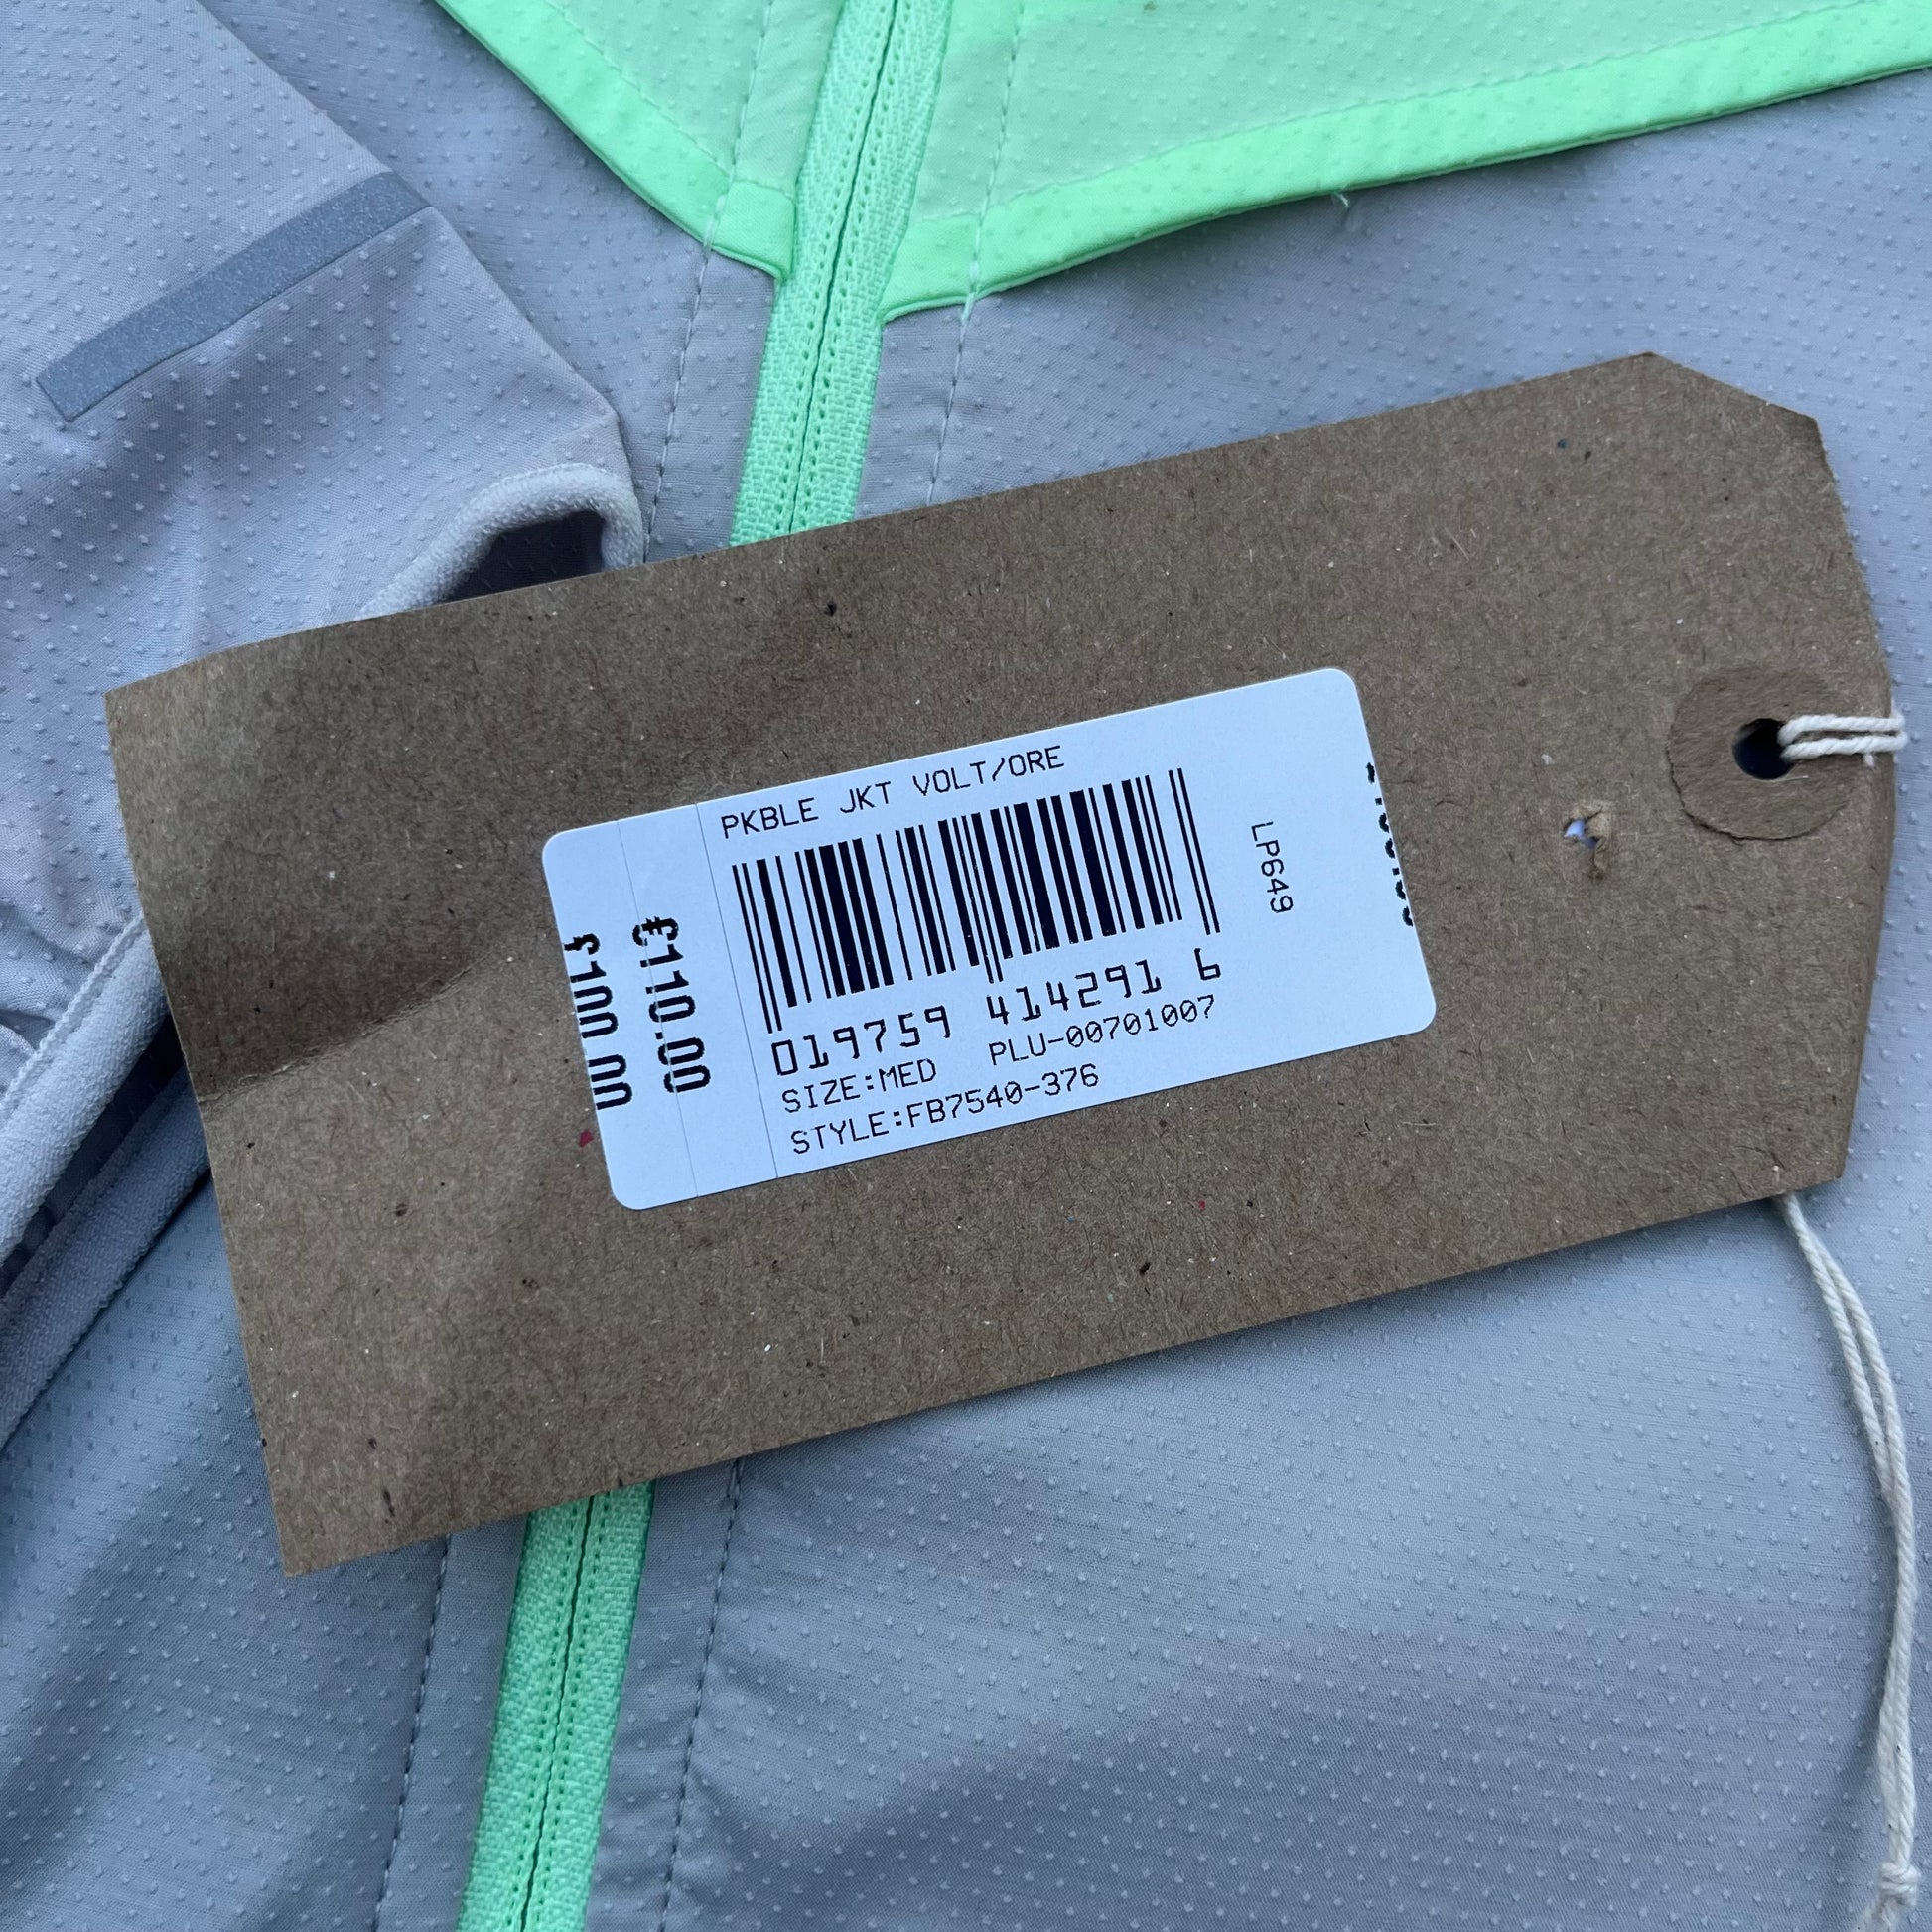 PKBLE JKT VOLT/ORE
019759 414291 6
SIZE:MED PLU-00701007
STYLE:FB7540-376
LP649
£110.00
£100.00